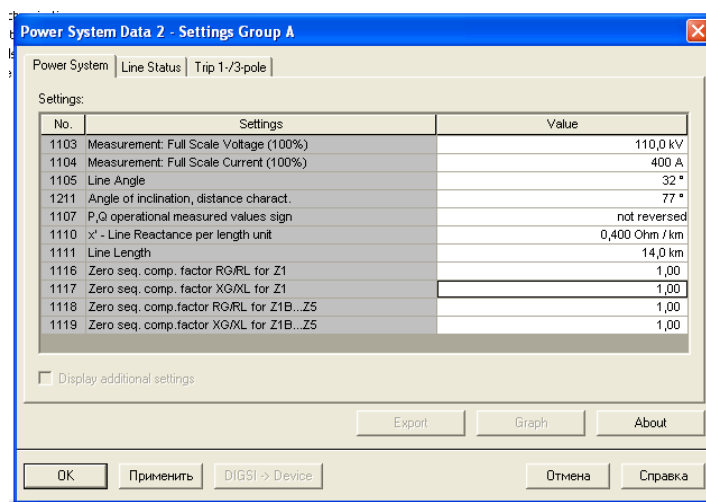 Power System Data 2 - Settings Group A
Power System Line Status Trip 1-/3-pole
Settings:
No. Settings Value
1103 Measurement: Full Scale Voltage (100%) 110,0 kV
1104 Measurement: Full Scale Current (100%) 400 A
1105 Line Angle 32 °
1211 Angle of inclination, distance charact. 77 °
1107 P,Q operational measured values sign not reversed
1110 x' - Line Reactance per length unit 0,400 Ohm / km
1111 Line Length 14,0 km
1116 Zero seq. comp. factor RG/RL for Z1 1,00
1117 Zero seq. comp. factor XG/XL for Z1 1,00
1118 Zero seq. comp.factor RG/RL for Z1B...Z5 1,00
1119 Zero seq. comp.factor XG/XL for Z1B...Z5 1,00
Display additional settings
Export Graph About
OK Применить DIGSI -> Device Отмена Справка